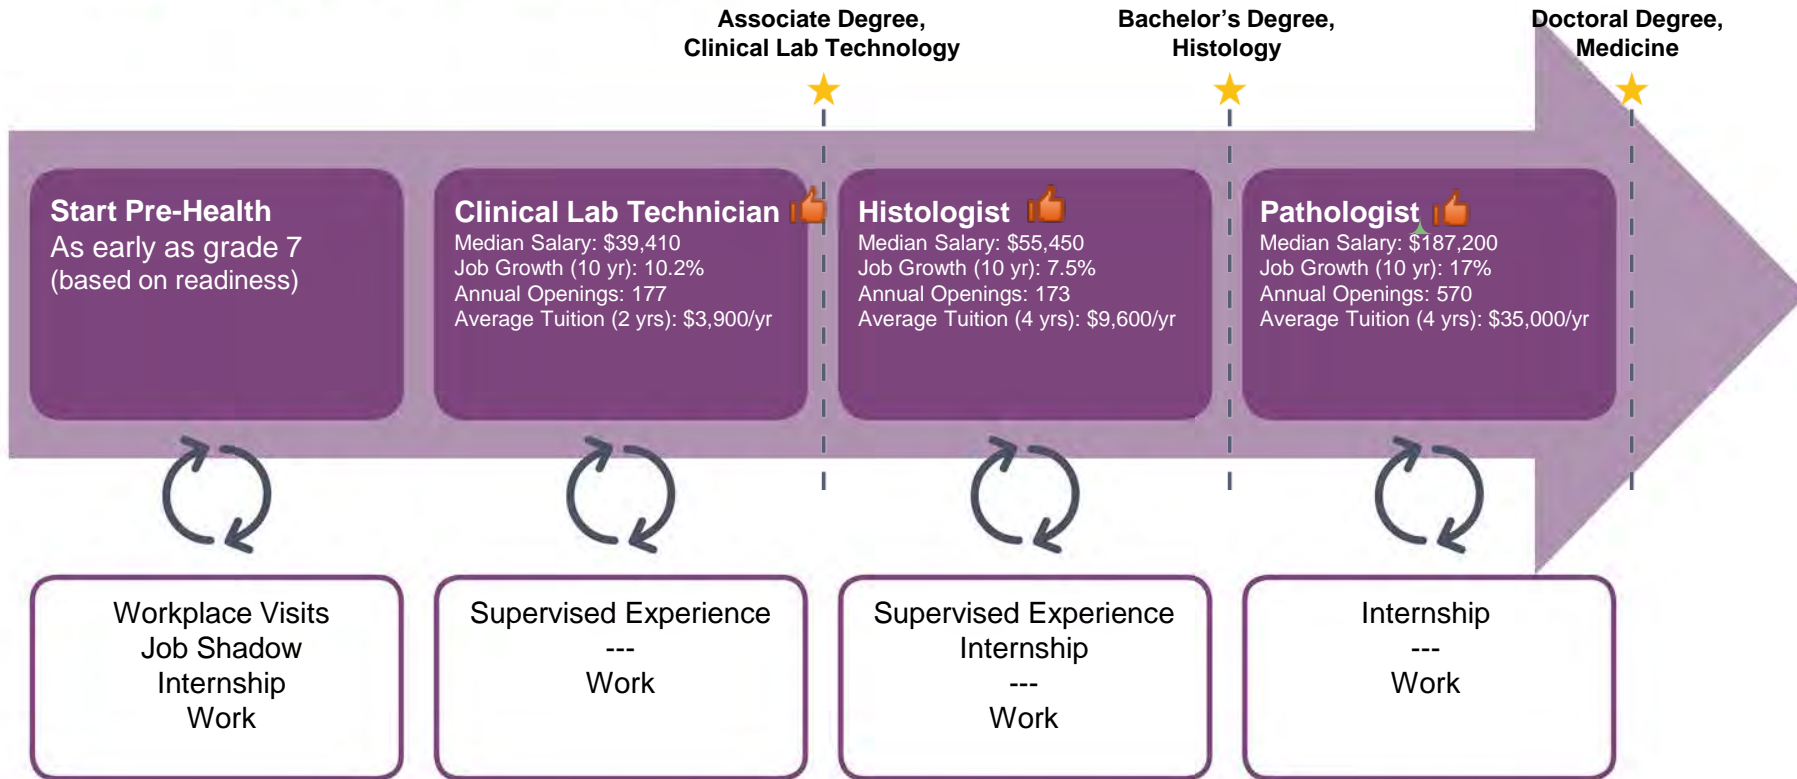 Associate Degree,
Clinical Lab Technology
Bachelor’s Degree,
Histology
Doctoral Degree,
Medicine
Start Pre-Health
As early as grade 7
(based on readiness)
Clinical Lab Technician
Median Salary: $39,410
Job Growth (10 yr): 10.2%
Annual Openings: 177
Average Tuition (2 yrs): $3,900/yr
Histologist
Median Salary: $55,450
Job Growth (10 yr): 7.5%
Annual Openings: 173
Average Tuition (4 yrs): $9,600/yr
Pathologist
Median Salary: $187,200
Job Growth (10 yr): 17%
Annual Openings: 570
Average Tuition (4 yrs): $35,000/yr
Workplace Visits
Job Shadow
Internship
Work
Supervised Experience
---
Work
Supervised Experience
Internship
---
Work
Internship
---
Work